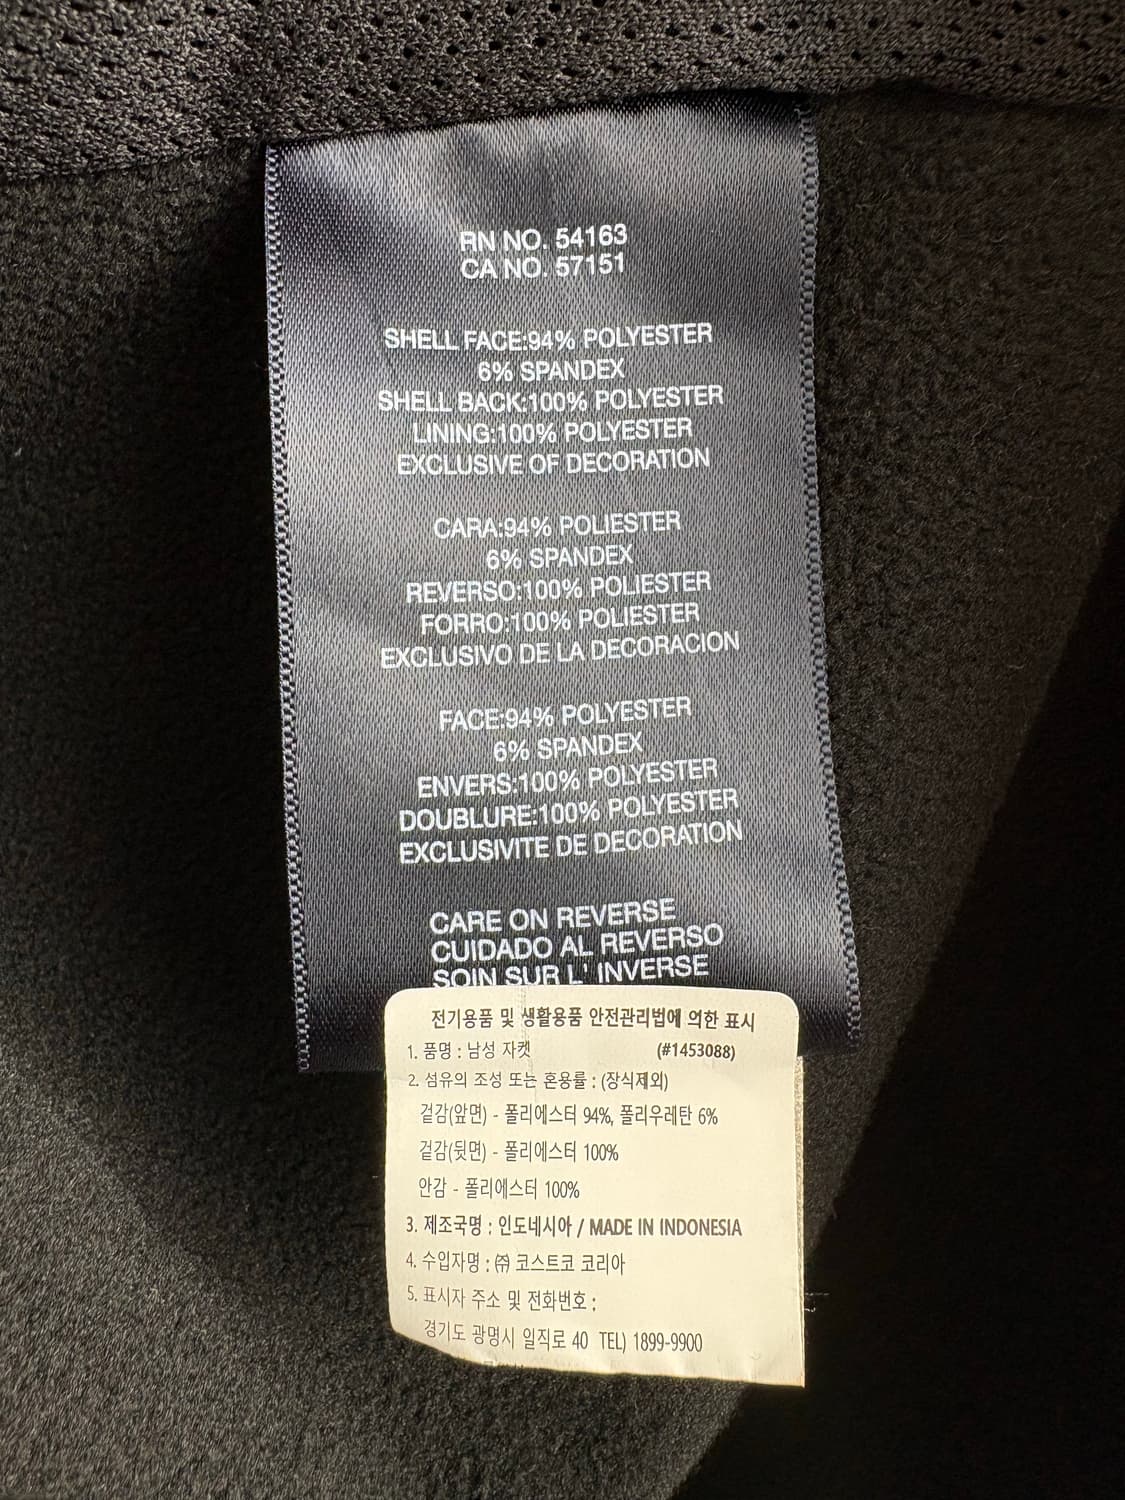 RN NO. 54163
CA NO. 57151
SHELL FACE:94% POLYESTER
6% SPANDEX
SHELL BACK:100% POLYESTER
LINING:100% POLYESTER
EXCLUSIVE OF DECORATION
CARA:94% POLIESTER
6% SPANDEX
REVERSO:100% POLIESTER
FORRO:100% POLIESTER
EXCLUSIVO DE LA DECORACION
FACE:94% POLYESTER
6% SPANDEX
ENVERS:100% POLYESTER
DOUBLURE:100% POLYESTER
EXCLUSIVITE DE DECORATION
CARE ON REVERSE
CUIDADO AL REVERSO
SOIN SUR L' INVERSE
전기용품 및 생활용품 안전관리법에 의한 표시
1. 품명 : 남성 자켓 (#1453088)
2. 섬유의 조성 또는 혼용률 : (장식제외)
겉감(앞면) - 폴리에스터 94%, 폴리우레탄 6%
겉감(뒷면) - 폴리에스터 100%
안감 - 폴리에스터 100%
3. 제조국명 : 인도네시아 / MADE IN INDONESIA
4. 수입자명 : ㈜ 코스트코 코리아
5. 표시자 주소 및 전화번호 :
경기도 광명시 일직로 40 TEL) 1899-9900